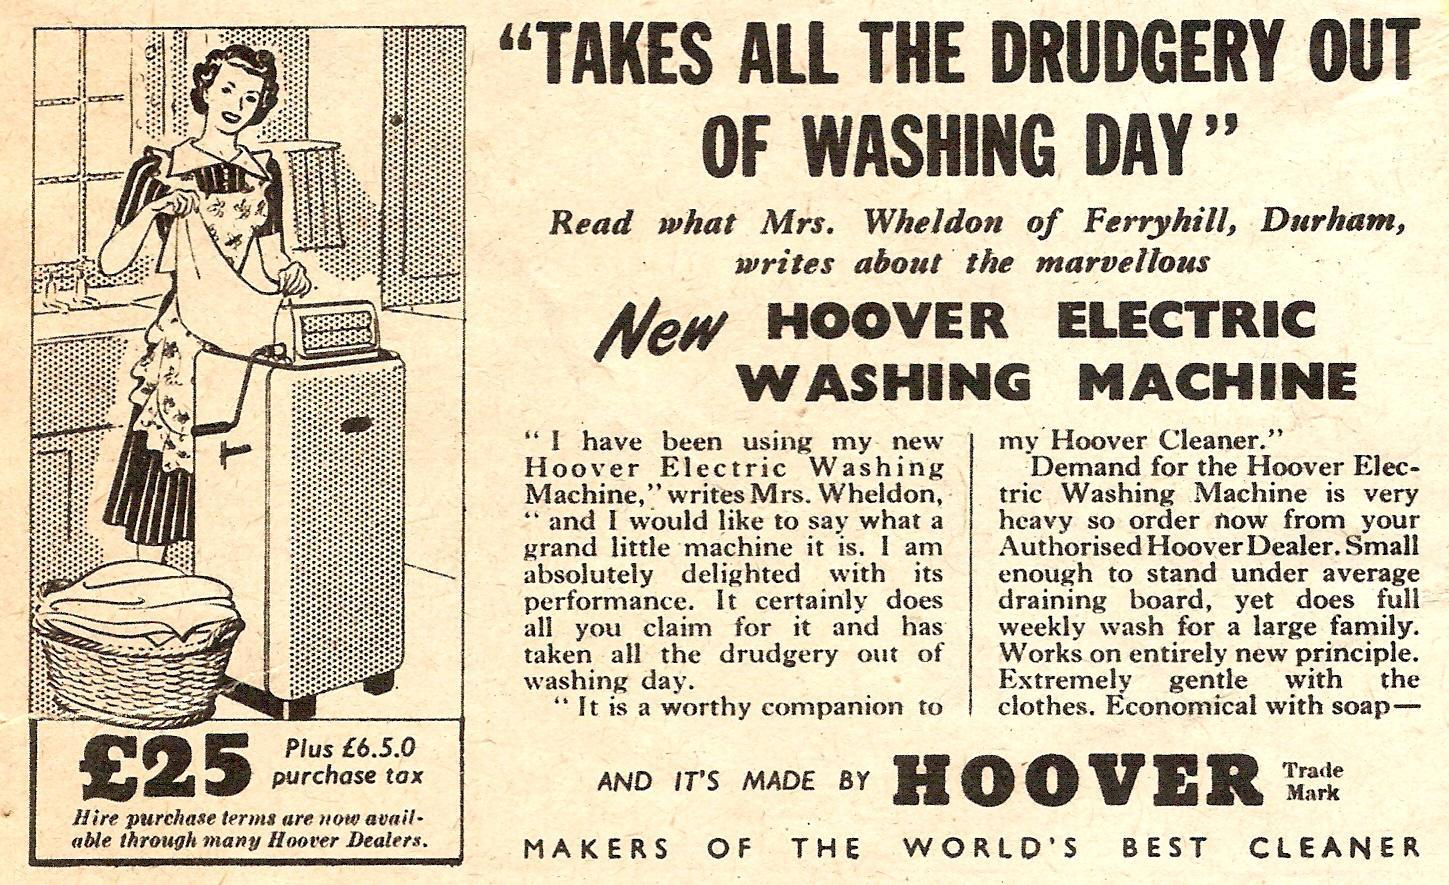 “TAKES ALL THE DRUDGERY OUT
OF WASHING DAY”
Read what Mrs. Wheldon of Ferryhill, Durham,
writes about the marvellous
New HOOVER ELECTRIC
WASHING MACHINE
“ I have been using my new
Hoover Electric Washing
Machine,” writes Mrs. Wheldon,
“ and I would like to say what a
grand little machine it is. I am
absolutely delighted with its
performance. It certainly does
all you claim for it and has
taken all the drudgery out of
washing day.
“ It is a worthy companion to
my Hoover Cleaner.”
Demand for the Hoover Elec-
tric Washing Machine is very
heavy so order now from your
Authorised Hoover Dealer. Small
enough to stand under average
draining board, yet does full
weekly wash for a large family.
Works on entirely new principle.
Extremely gentle with the
clothes. Economical with soap—
£25 Plus £6.5.0
purchase tax
Hire purchase terms are now avail-
able through many Hoover Dealers.
AND IT'S MADE BY HOOVER Trade
Mark
MAKERS OF THE WORLD'S BEST CLEANER